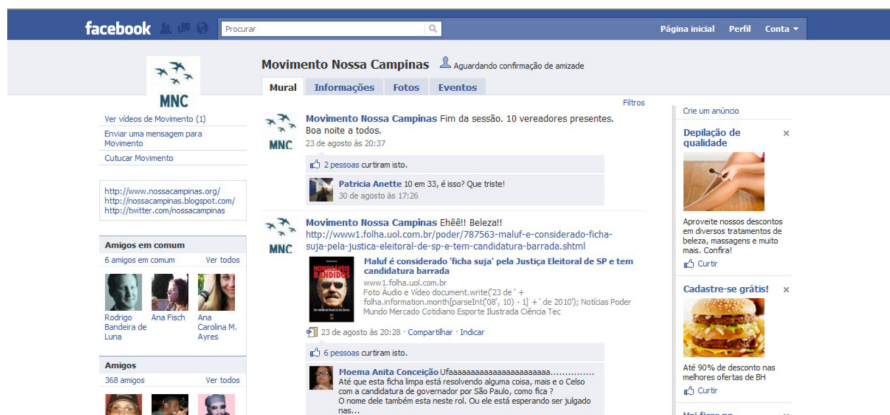 facebook
Procurar
Página inicial Perfil Conta
Movimento Nossa Campinas Aguardando confirmação de amizade
Mural Informações Fotos Eventos
Filtros
MNC
Ver vídeos de Movimento (1)
Enviar uma mensagem para
Movimento
Cutucar Movimento
http://www.nossacampinas.org/
http://nossacampinas.blogspot.com/
http://twitter.com/nossacampinas
Amigos em comum
6 amigos em comum Ver todos
Rodrigo
Bandeira de
Luna
Ana Fisch
Ana
Carolina M.
Ayres
Amigos
368 amigos Ver todos
MNC
Movimento Nossa Campinas Fim da sessão. 10 vereadores presentes.
Boa noite a todos.
23 de agosto às 20:37
2 pessoas curtiram isto.
Patricia Anette 10 em 33, é isso? Que triste!
30 de agosto às 17:26
MNC
Movimento Nossa Campinas Ehêê!! Beleza!!
http://www1.folha.uol.com.br/poder/787563-maluf-e-considerado-ficha-
suja-pela-justica-eleitoral-de-sp-e-tem-candidatura-barrada.shtml
Maluf é considerado 'ficha suja' pela Justiça Eleitoral de SP e tem
candidatura barrada
www1.folha.uol.com.br
Foto Áudio e Vídeo document.write('23 de ' +
folha.information.month[parseInt('08', 10) - 1] + ' de 2010'); Notícias Poder
Mundo Mercado Cotidiano Esporte Ilustrada Ciência Tec
23 de agosto às 20:28 · Compartilhar · Indicar
6 pessoas curtiram isto.
Moema Anita Conceição Ufaaaaaaaaaaaaaaaaaaaaaaaa...............
Até que esta ficha limpa está resolvendo alguma coisa, mais e o Celso
com a candidatura de governador por São Paulo, como fica ?
O nome dele também esta neste rol. Ou ele está esperando ser julgado
nas...
Crie um anúncio
Depilação de
qualidade
Aproveite nossos descontos
em diversos tratamentos de
beleza, massagens e muito
mais. Confira!
Curtir
Cadastre-se grátis!
Até 90% de desconto nas
melhores ofertas de BH
Curtir